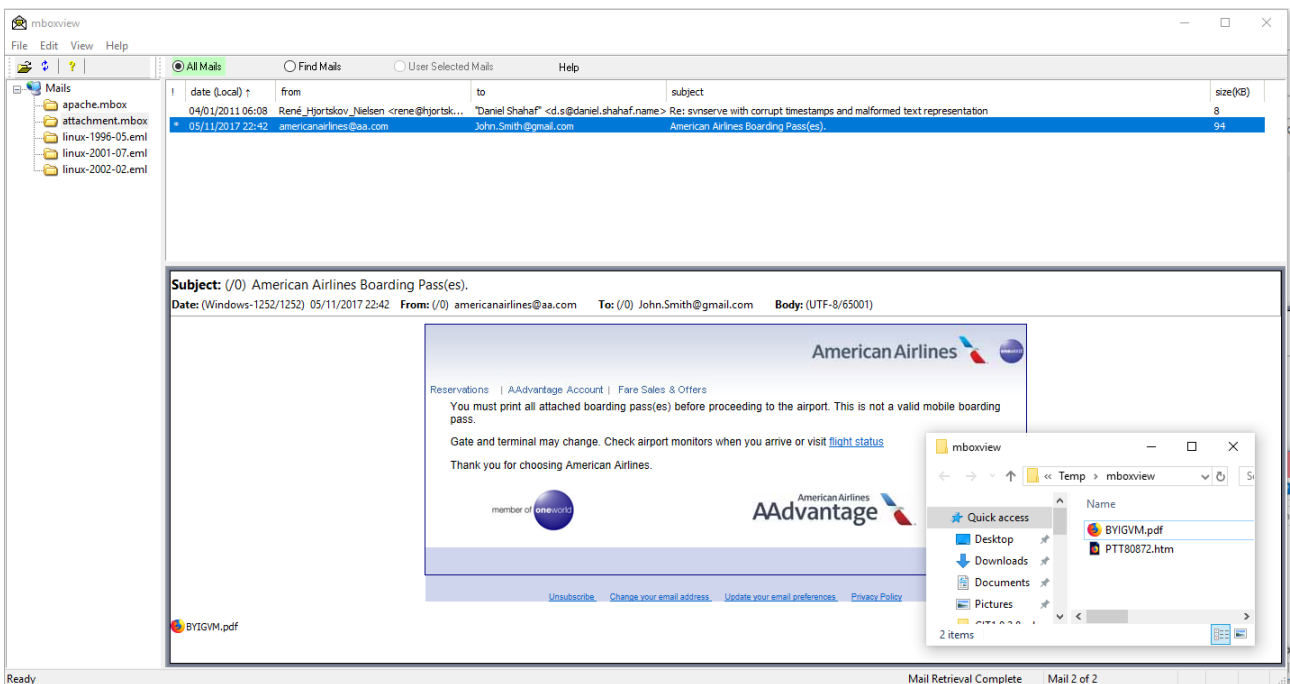 mboxview
File Edit View Help
All Mails Find Mails User Selected Mails Help
Mails
apache.mbox
attachment.mbox
linux-1996-05.eml
linux-2001-07.eml
linux-2002-02.eml
! date (Local) ↑ from to subject size(KB)
04/01/2011 06:08 René_Hjortskov_Nielsen <rene@hjortsk... "Daniel Shahaf" <d.s@daniel.shahaf.name> Re: svnserve with corrupt timestamps and malformed text representation 8
* 05/11/2017 22:42 americanairlines@aa.com John.Smith@gmail.com American Airlines Boarding Pass(es). 94
Subject: (/0) American Airlines Boarding Pass(es).
Date: (Windows-1252/1252) 05/11/2017 22:42 From: (/0) americanairlines@aa.com To: (/0) John.Smith@gmail.com Body: (UTF-8/65001)
American Airlines oneworld
Reservations | AAdvantage Account | Fare Sales & Offers
You must print all attached boarding pass(es) before proceeding to the airport. This is not a valid mobile boarding
pass.
Gate and terminal may change. Check airport monitors when you arrive or visit flight status
Thank you for choosing American Airlines.
member of oneworld
American Airlines
AAdvantage
Unsubscribe Change your email address Update your email preferences Privacy Policy
BYIGVM.pdf
mboxview
« Temp > mboxview
Name
Quick access
Desktop
Downloads
Documents
Pictures
BYIGVM.pdf
PTT80872.htm
2 items
Ready Mail Retrieval Complete Mail 2 of 2